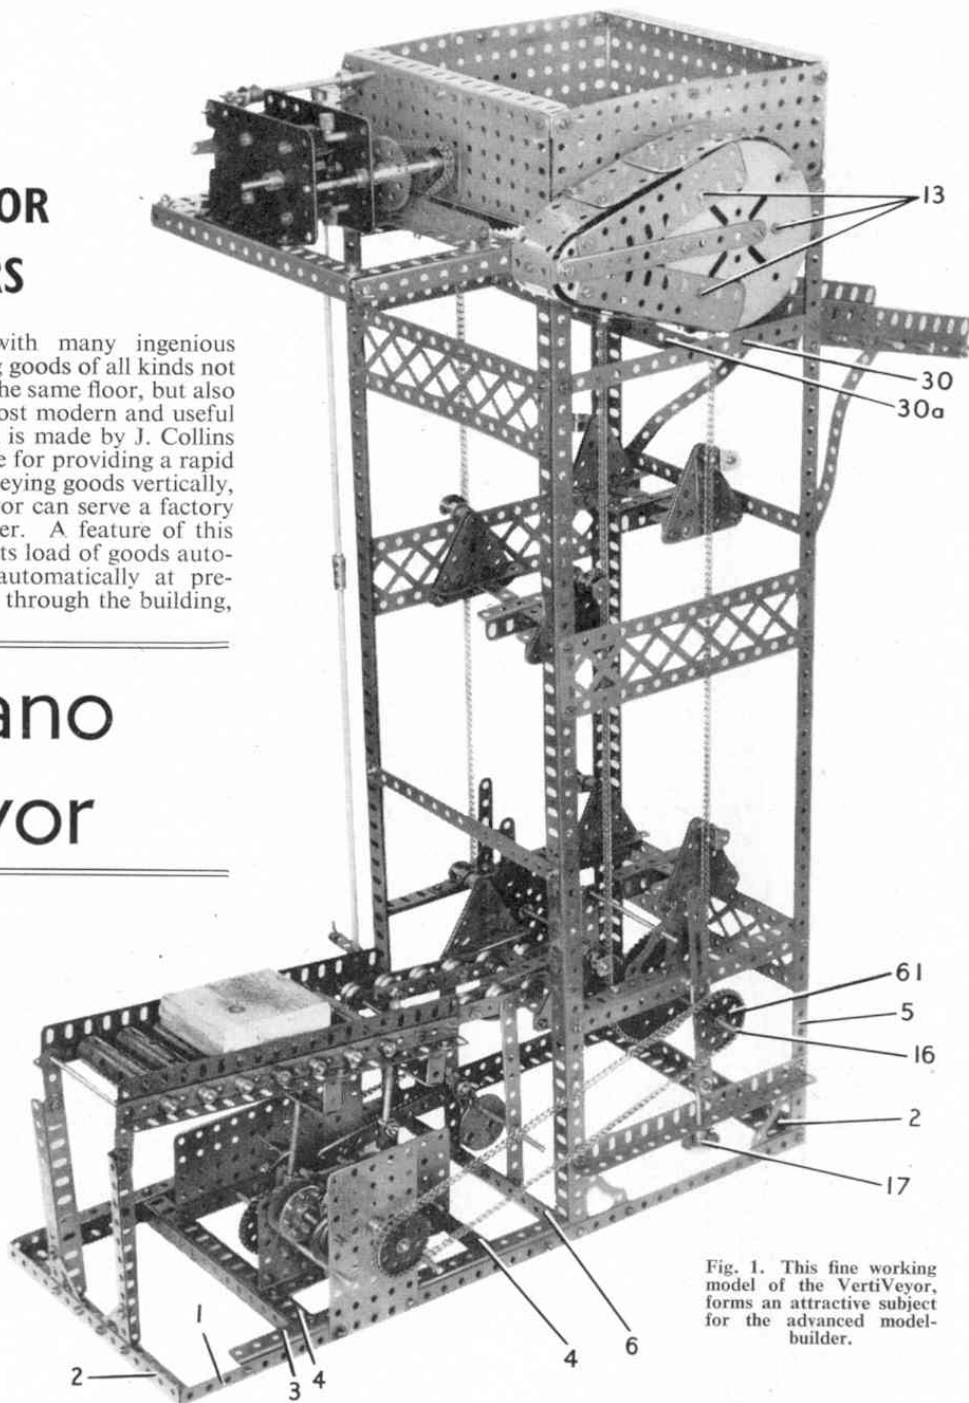 OR
RS
with many ingenious
g goods of all kinds not
he same floor, but also
ost modern and useful
is made by J. Collins
e for providing a rapid
eying goods vertically,
or can serve a factory
er. A feature of this
ts load of goods auto-
automatically at pre-
through the building,
ano
yor
13
30
30a
61
5
16
2
17
Fig. 1. This fine working
model of the VertiVeyor,
forms an attractive subject
for the advanced model-
builder.
6
4
4
3
1
2